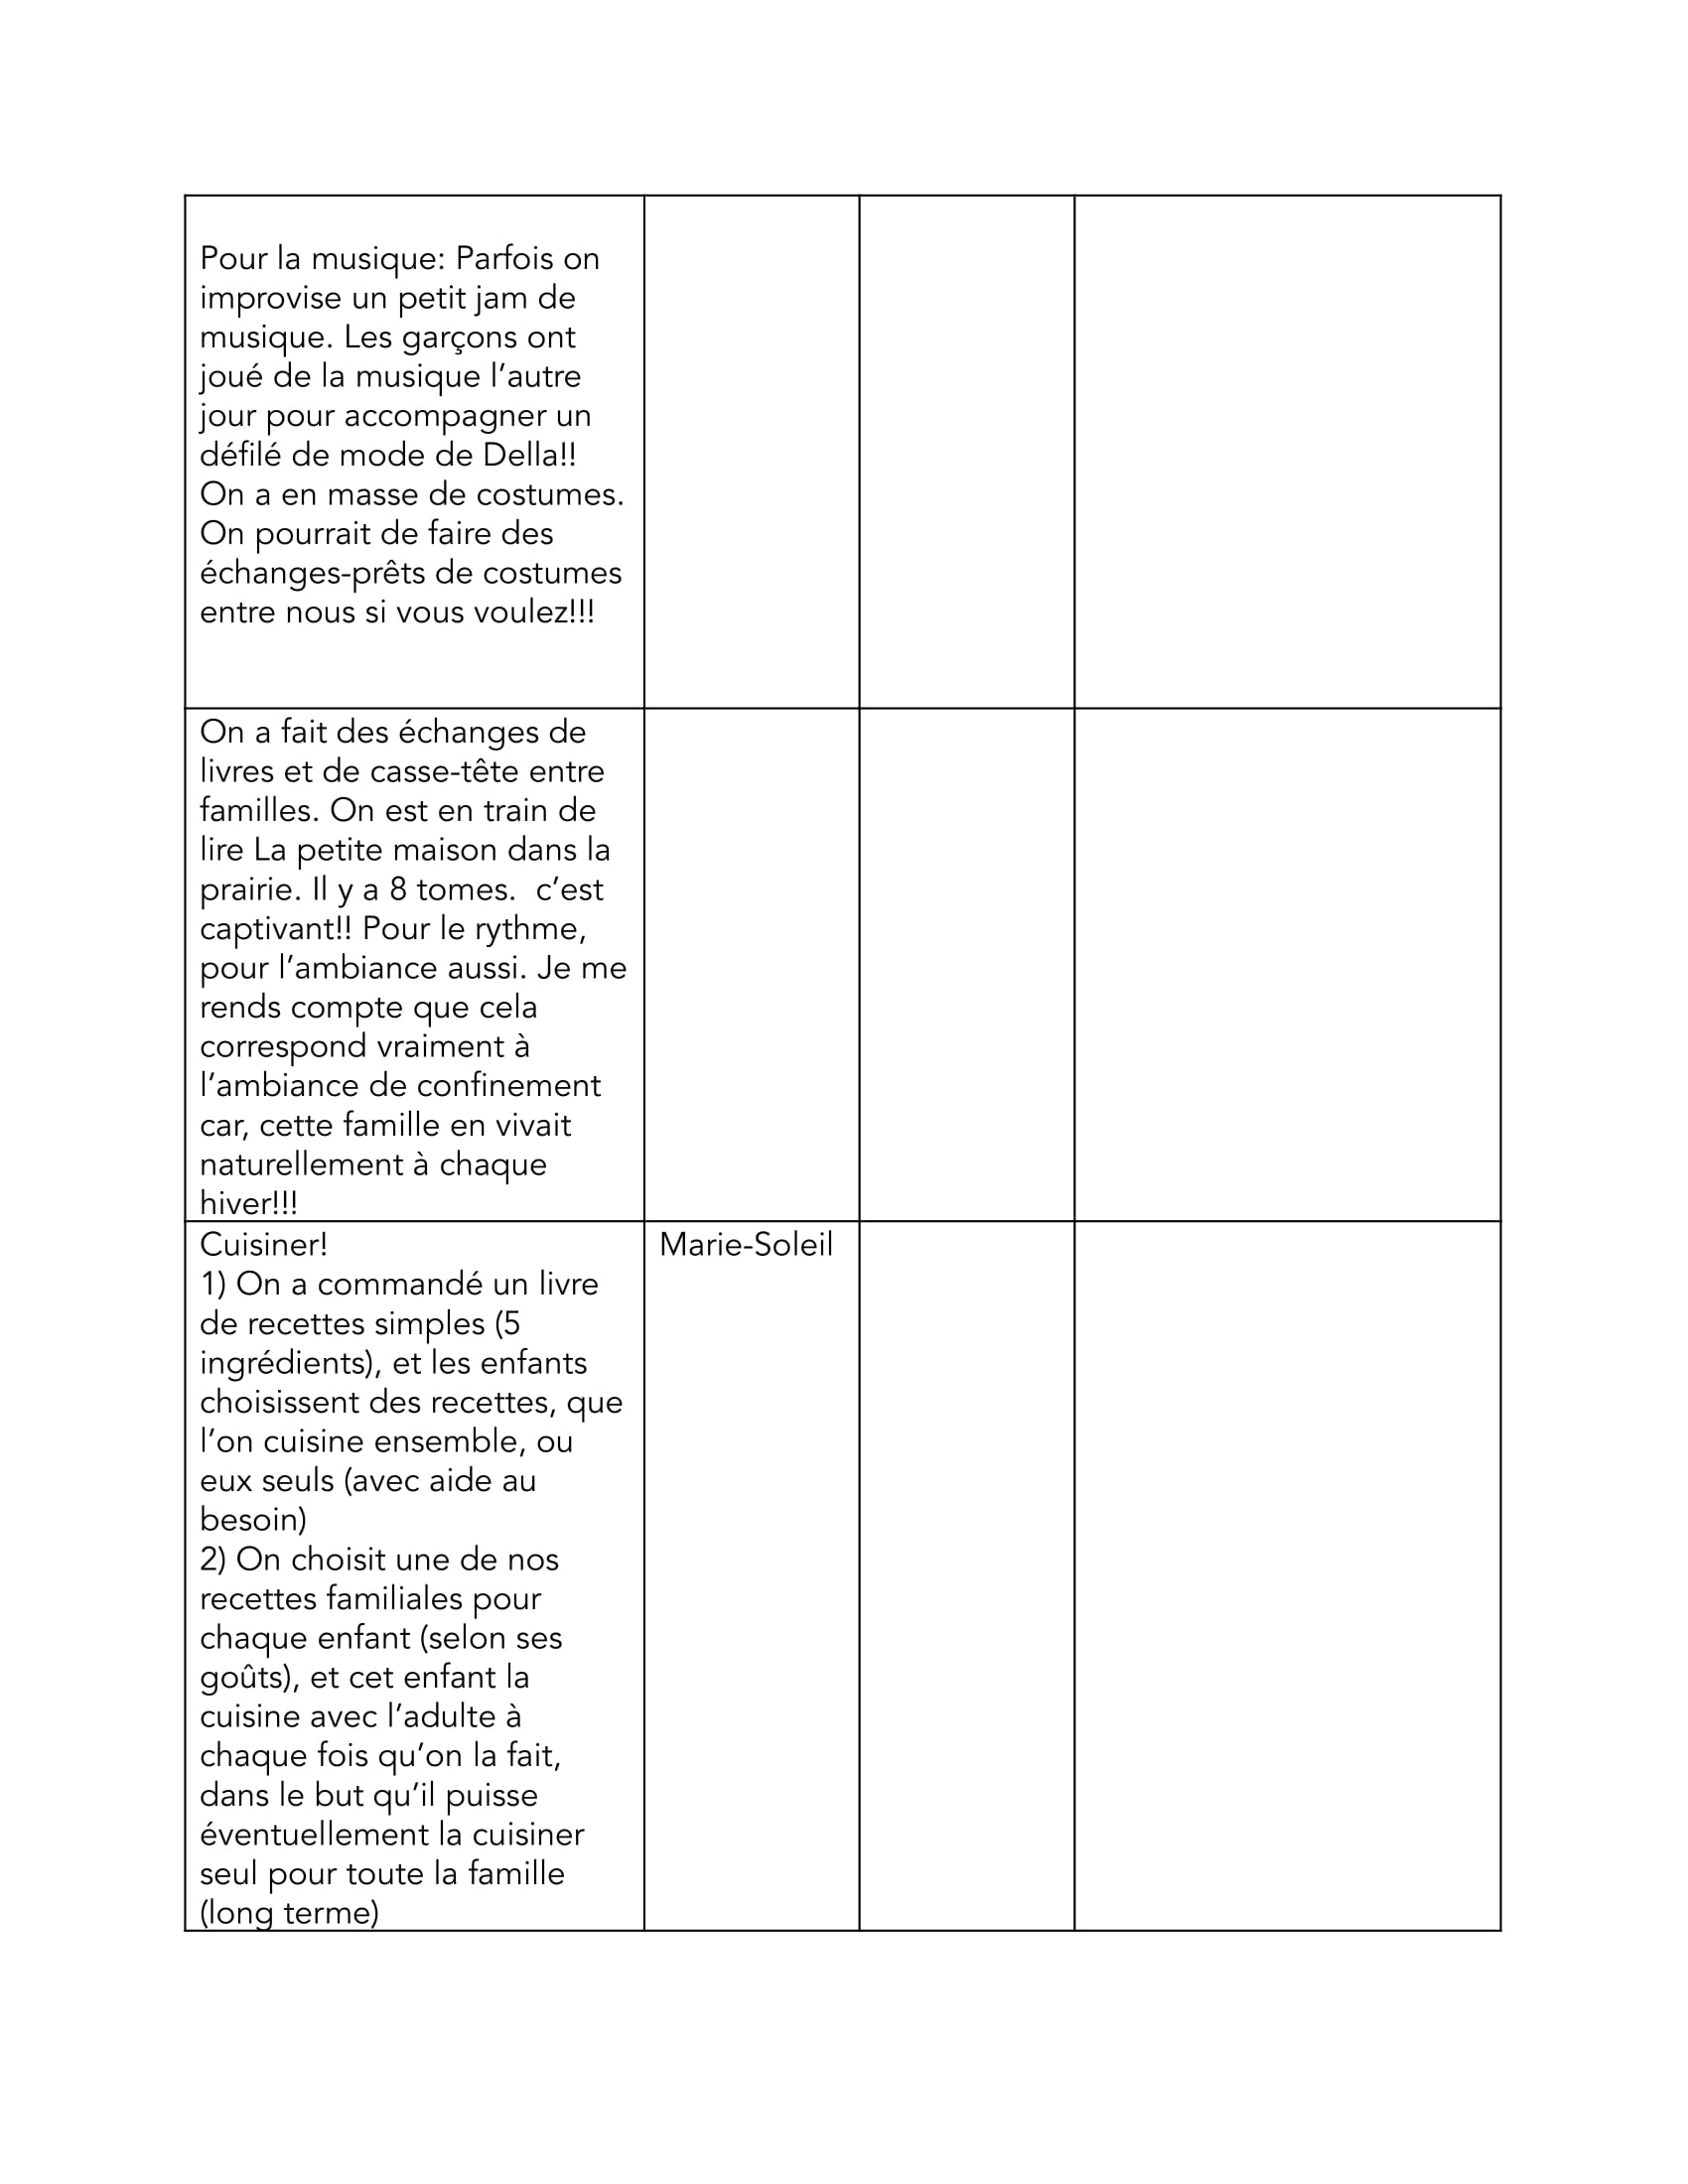 Pour la musique: Parfois on
improvise un petit jam de
musique. Les garçons ont
joué de la musique l’autre
jour pour accompagner un
défilé de mode de Della!!
On a en masse de costumes.
On pourrait de faire des
échanges-prêts de costumes
entre nous si vous voulez!!!
On a fait des échanges de
livres et de casse-tête entre
familles. On est en train de
lire La petite maison dans la
prairie. Il y a 8 tomes.  c’est
captivant!! Pour le rythme,
pour l’ambiance aussi. Je me
rends compte que cela
correspond vraiment à
l’ambiance de confinement
car, cette famille en vivait
naturellement à chaque
hiver!!!
Cuisiner!
1) On a commandé un livre
de recettes simples (5
ingrédients), et les enfants
choisissent des recettes, que
l’on cuisine ensemble, ou
eux seuls (avec aide au
besoin)
2) On choisit une de nos
recettes familiales pour
chaque enfant (selon ses
goûts), et cet enfant la
cuisine avec l’adulte à
chaque fois qu’on la fait,
dans le but qu’il puisse
éventuellement la cuisiner
seul pour toute la famille
(long terme)
Marie-Soleil